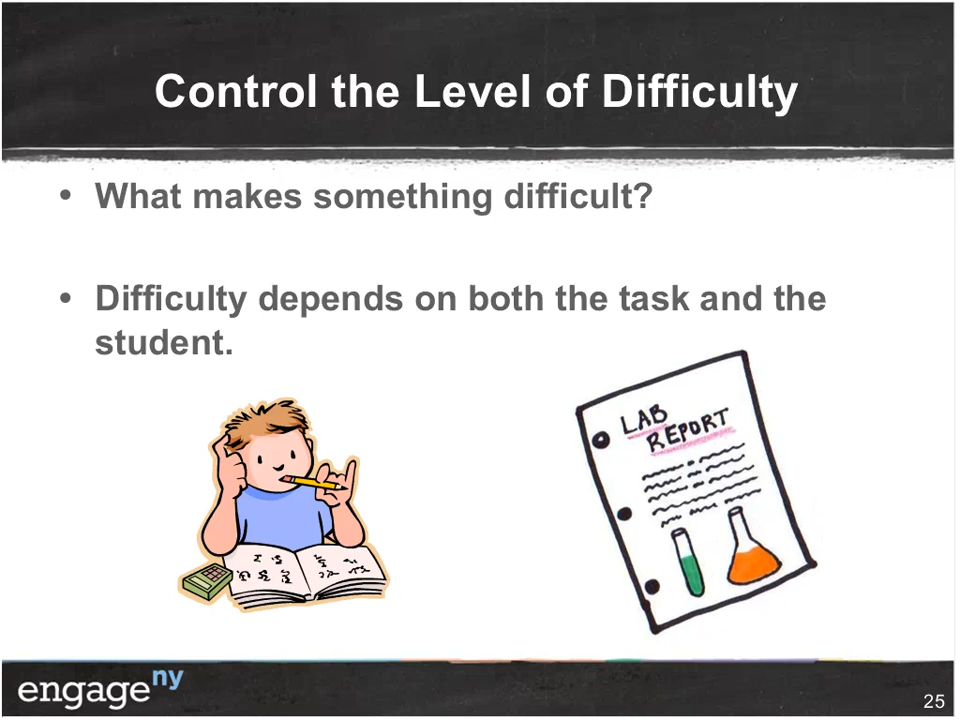 Control the Level of Difficulty
• What makes something difficult?
• Difficulty depends on both the task and the
student.
LAB
REPORT
engageny
25